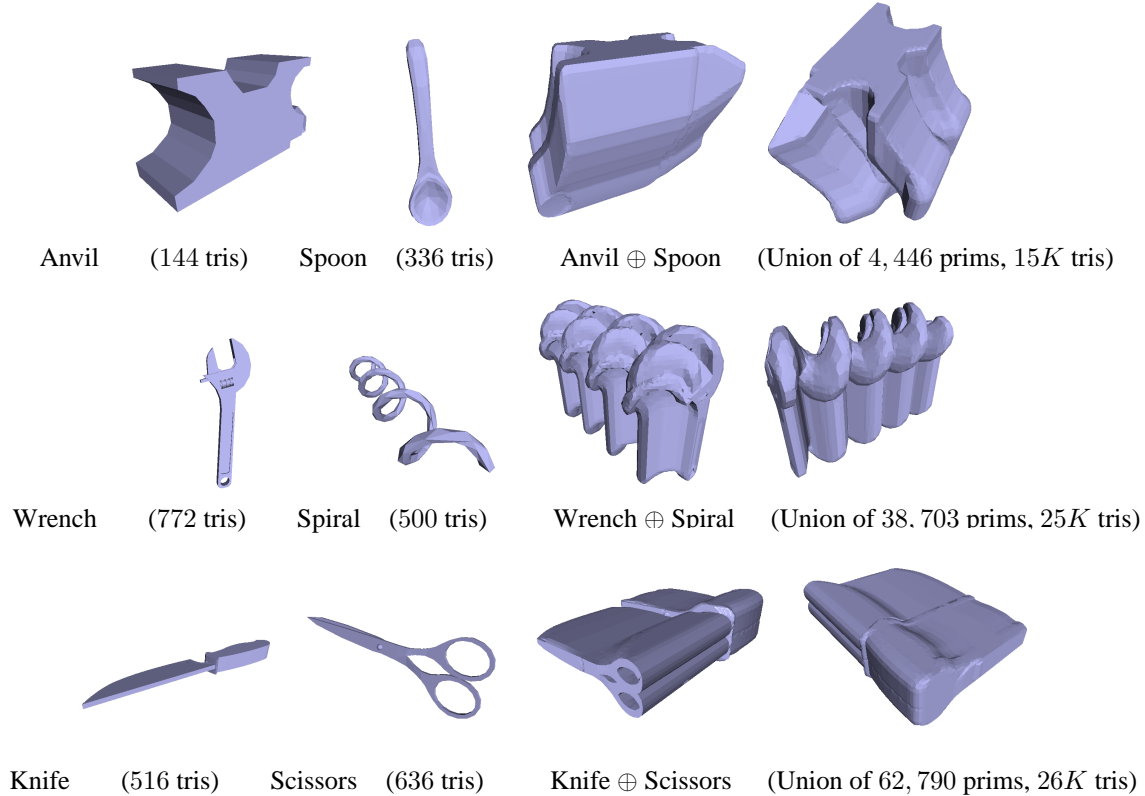 Anvil (144 tris) Spoon (336 tris) Anvil ⊕ Spoon (Union of 4, 446 prims, 15K tris)
Wrench (772 tris) Spiral (500 tris) Wrench ⊕ Spiral (Union of 38, 703 prims, 25K tris)
Knife (516 tris) Scissors (636 tris) Knife ⊕ Scissors (Union of 62, 790 prims, 26K tris)